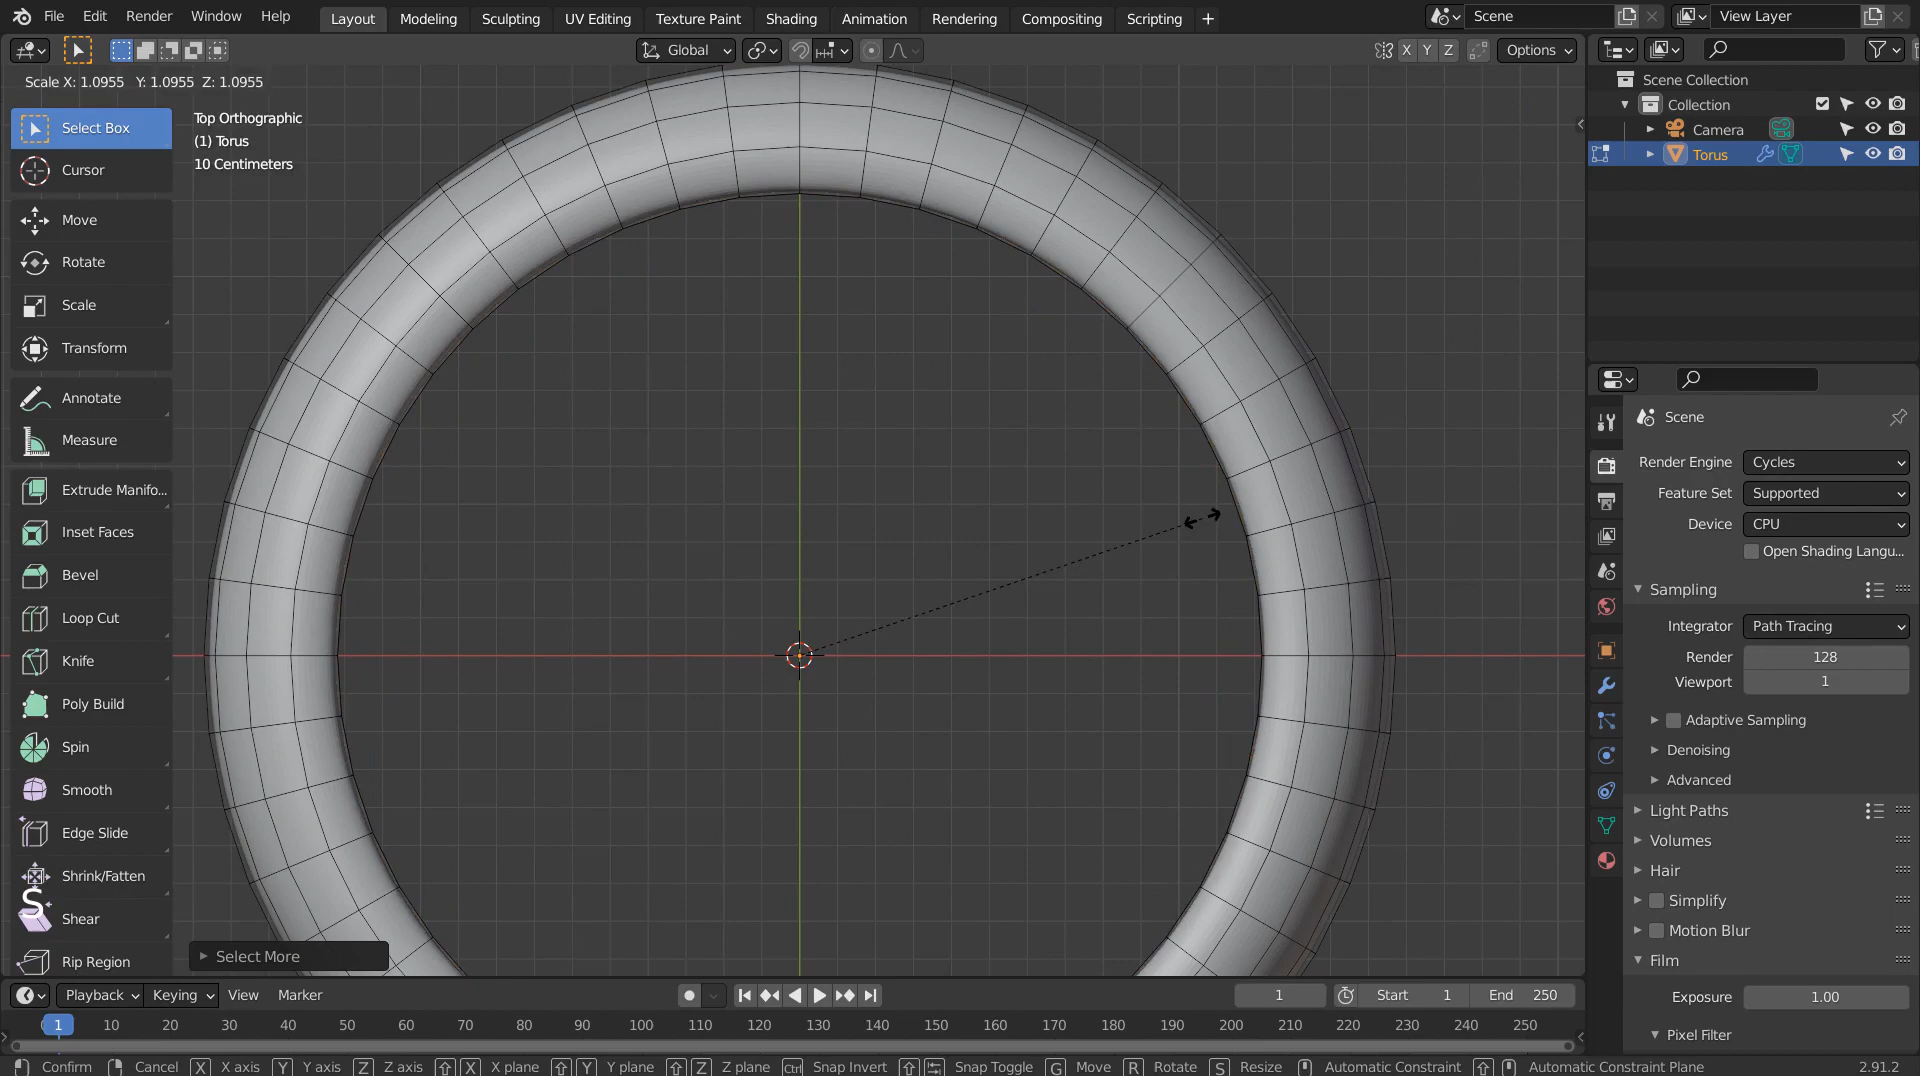 File Edit Render Window Help Layout Modeling Sculpting UV Editing Texture Paint Shading Animation Rendering Compositing Scripting + Scene View Layer
Global X Y Z Options
Scale X: 1.0955 Y: 1.0955 Z: 1.0955
Top Orthographic
(1) Torus
10 Centimeters
Select Box
Cursor
Move
Rotate
Scale
Transform
Annotate
Measure
Extrude Manifo...
Inset Faces
Bevel
Loop Cut
Knife
Poly Build
Spin
Smooth
Edge Slide
Shrink/Fatten
S
Shear
Rip Region
Select More
Scene Collection
Collection
Camera
Torus
Scene
Render Engine Cycles
Feature Set Supported
Device CPU
Open Shading Langu...
Sampling
Integrator Path Tracing
Render 128
Viewport 1
Adaptive Sampling
Denoising
Advanced
Light Paths
Volumes
Hair
Simplify
Motion Blur
Film
Exposure 1.00
Pixel Filter
Playback Keying View Marker 1 Start 1 End 250
1 10 20 30 40 50 60 70 80 90 100 110 120 130 140 150 160 170 180 190 200 210 220 230 240 250
Confirm Cancel X X axis Y Y axis Z Z axis X X plane Y Y plane Z Z plane Ctrl Snap Invert Snap Toggle G Move R Rotate S Resize Automatic Constraint Automatic Constraint Plane 2.91.2